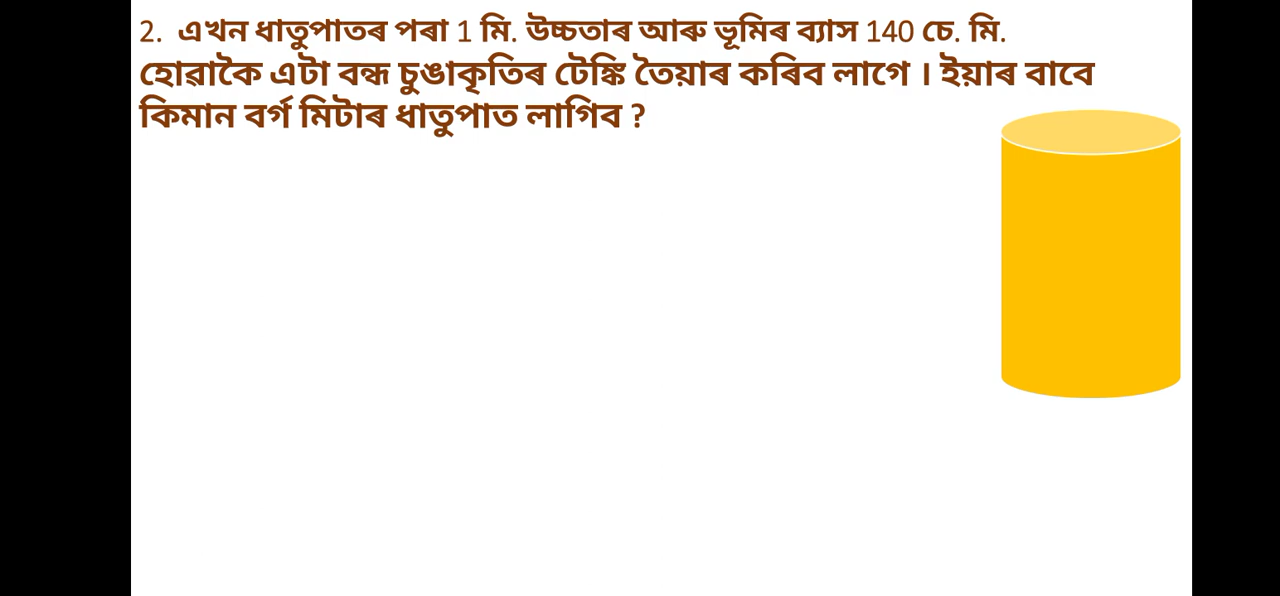 2. এখন ধাতুপাতৰ পৰা 1 মি. উচ্চতাৰ আৰু ভূমিৰ ব্যাস 140 চে. মি.
হোৱাকৈ এটা বন্ধ চুঙাকৃতিৰ টেঙ্কি তৈয়াৰ কৰিব লাগে । ইয়াৰ বাবে
কিমান বৰ্গ মিটাৰ ধাতুপাত লাগিব ?